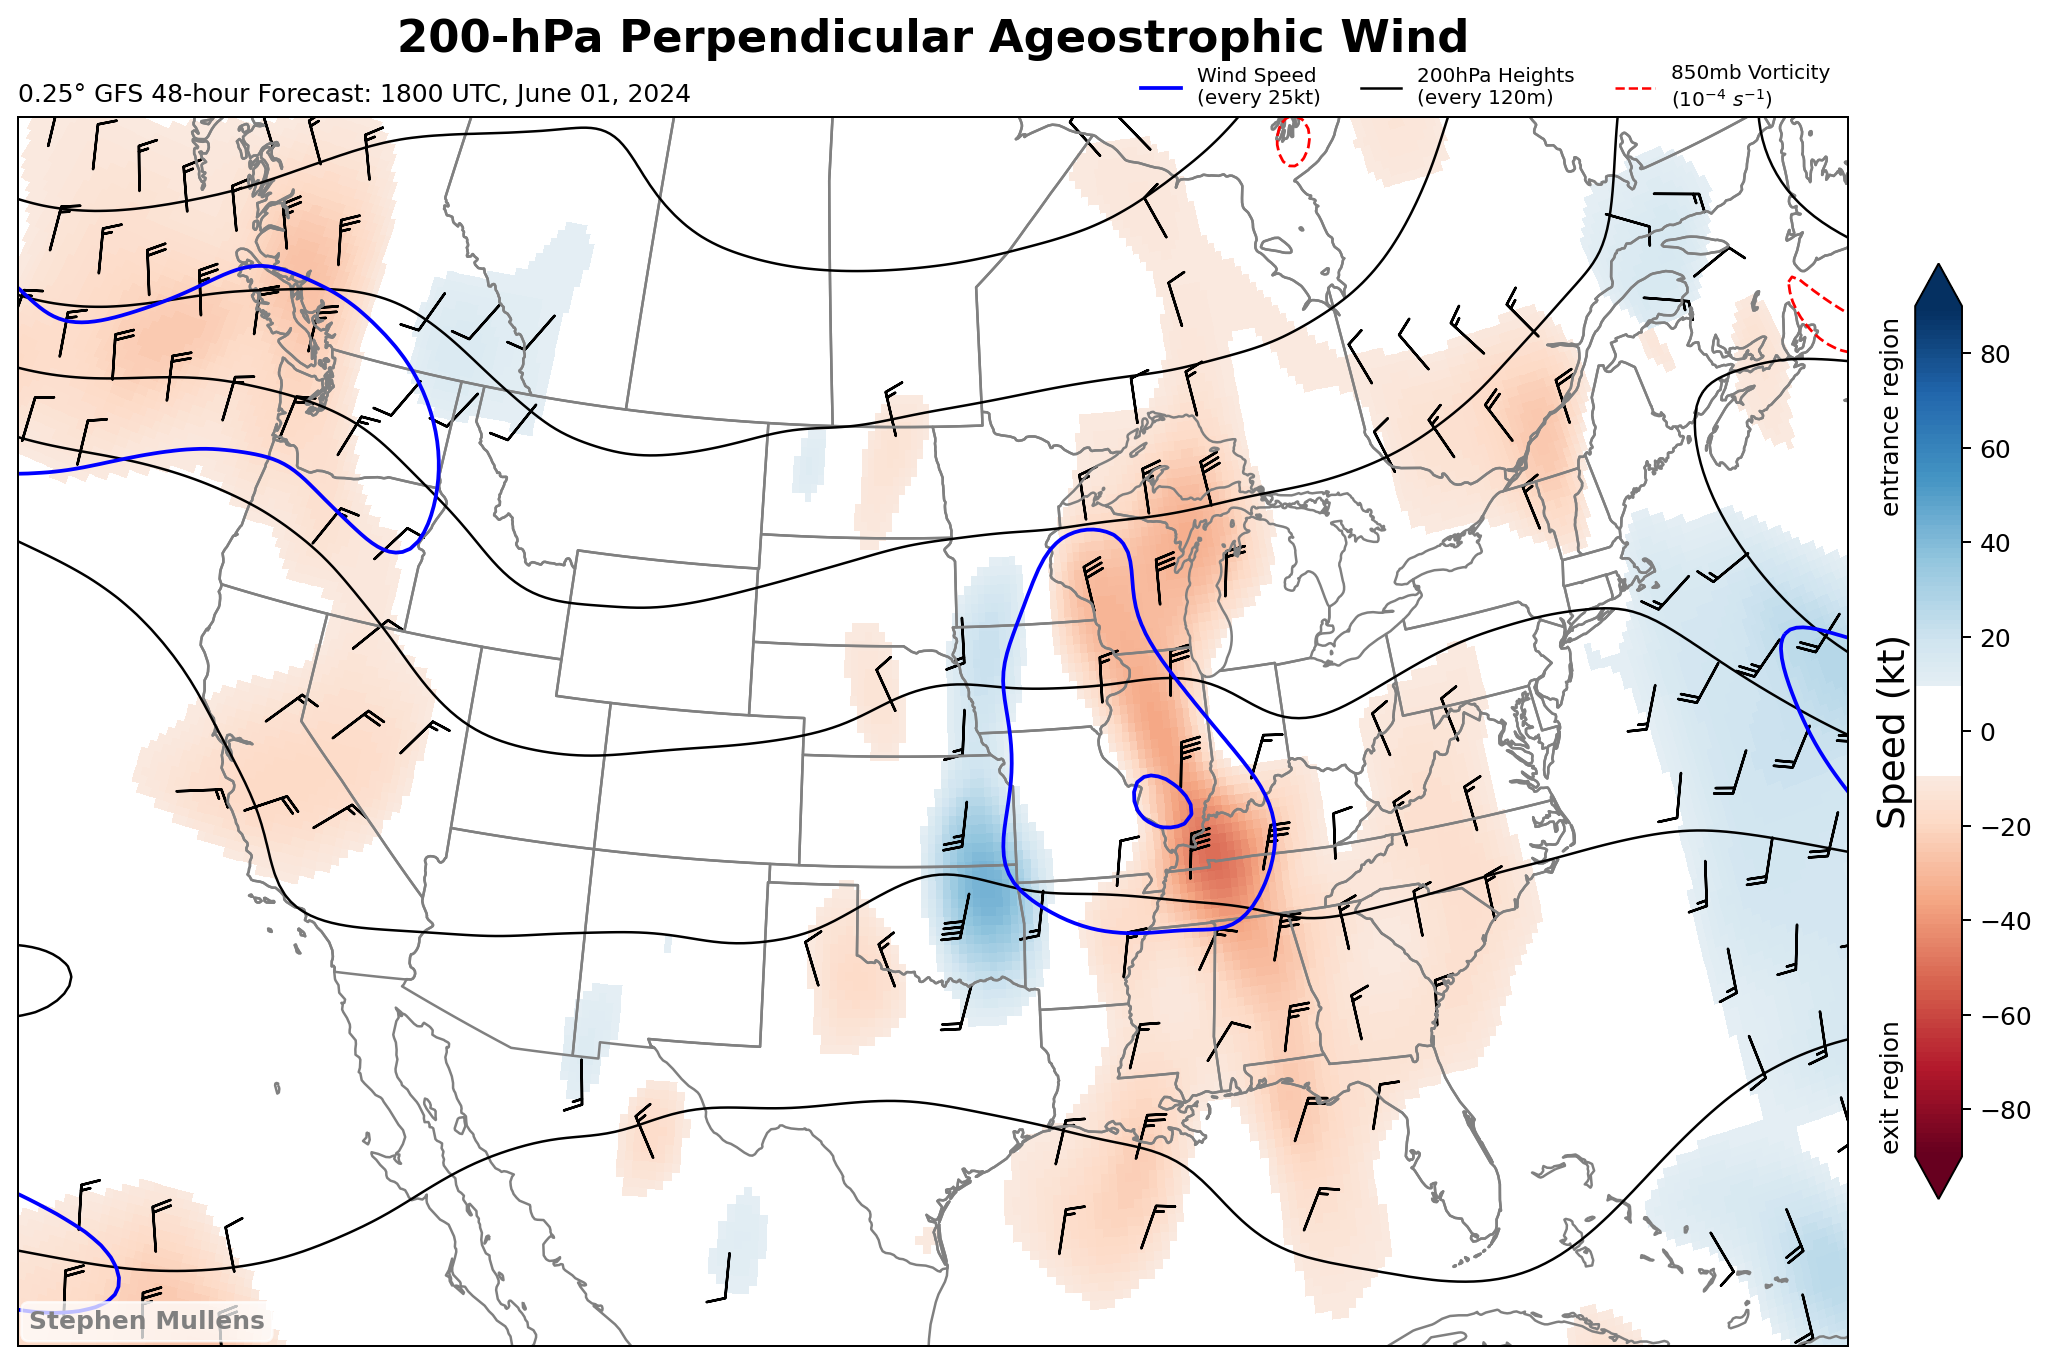 200-hPa Perpendicular Ageostrophic Wind
0.25° GFS 48-hour Forecast: 1800 UTC, June 01, 2024
Wind Speed
(every 25kt)
200hPa Heights
(every 120m)
850mb Vorticity
(10⁻⁴ s⁻¹)
entrance region
Speed (kt)
exit region
80
60
40
20
0
−20
−40
−60
−80
Stephen Mullens